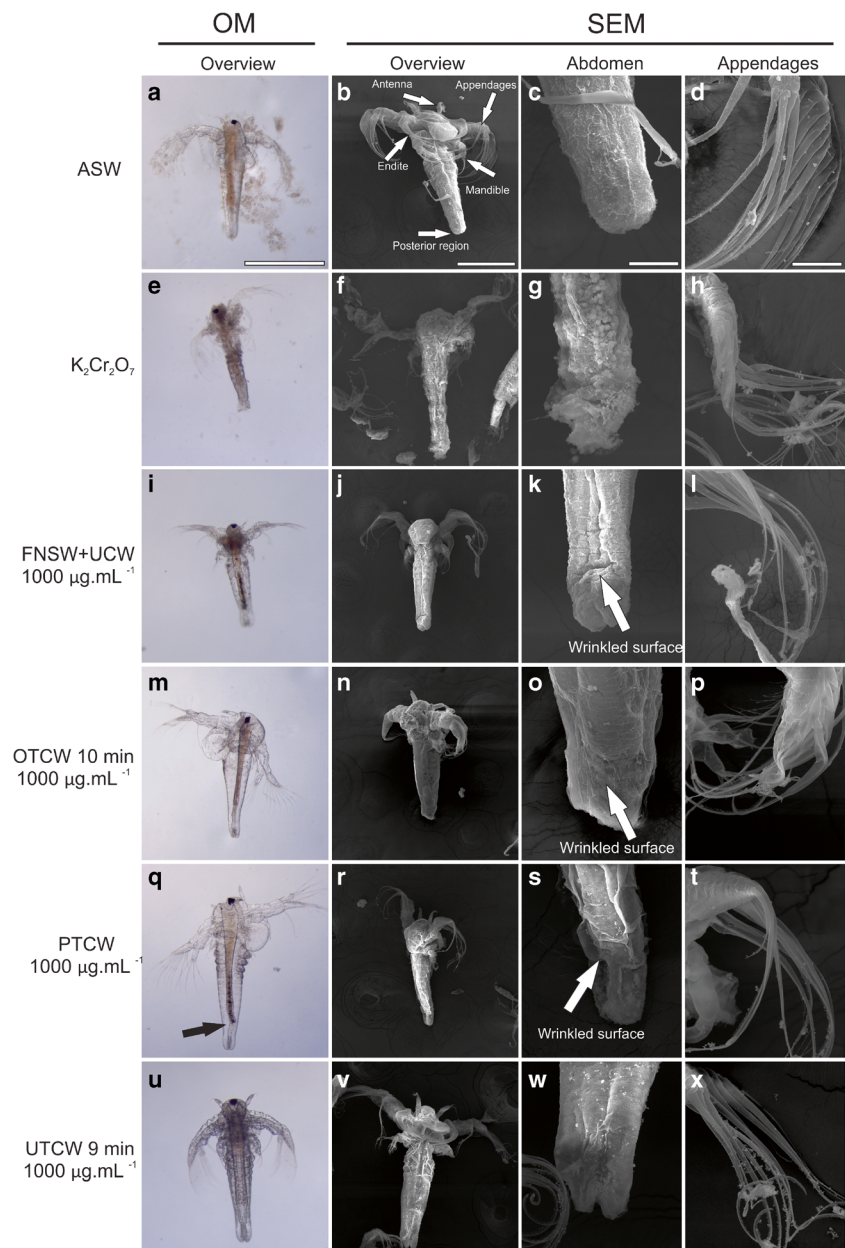 OM
SEM
Overview
Overview
Abdomen
Appendages
ASW
a
b
Antenna
Appendages
Endite
Mandible
Posterior region
c
d
K2Cr2O7
e
f
g
h
FNSW+UCW
1000 µg.mL -1
i
j
k
Wrinkled surface
l
OTCW 10 min
1000 µg.mL -1
m
n
o
Wrinkled surface
p
PTCW
1000 µg.mL -1
q
r
s
Wrinkled surface
t
UTCW 9 min
1000 µg.mL -1
u
v
w
x